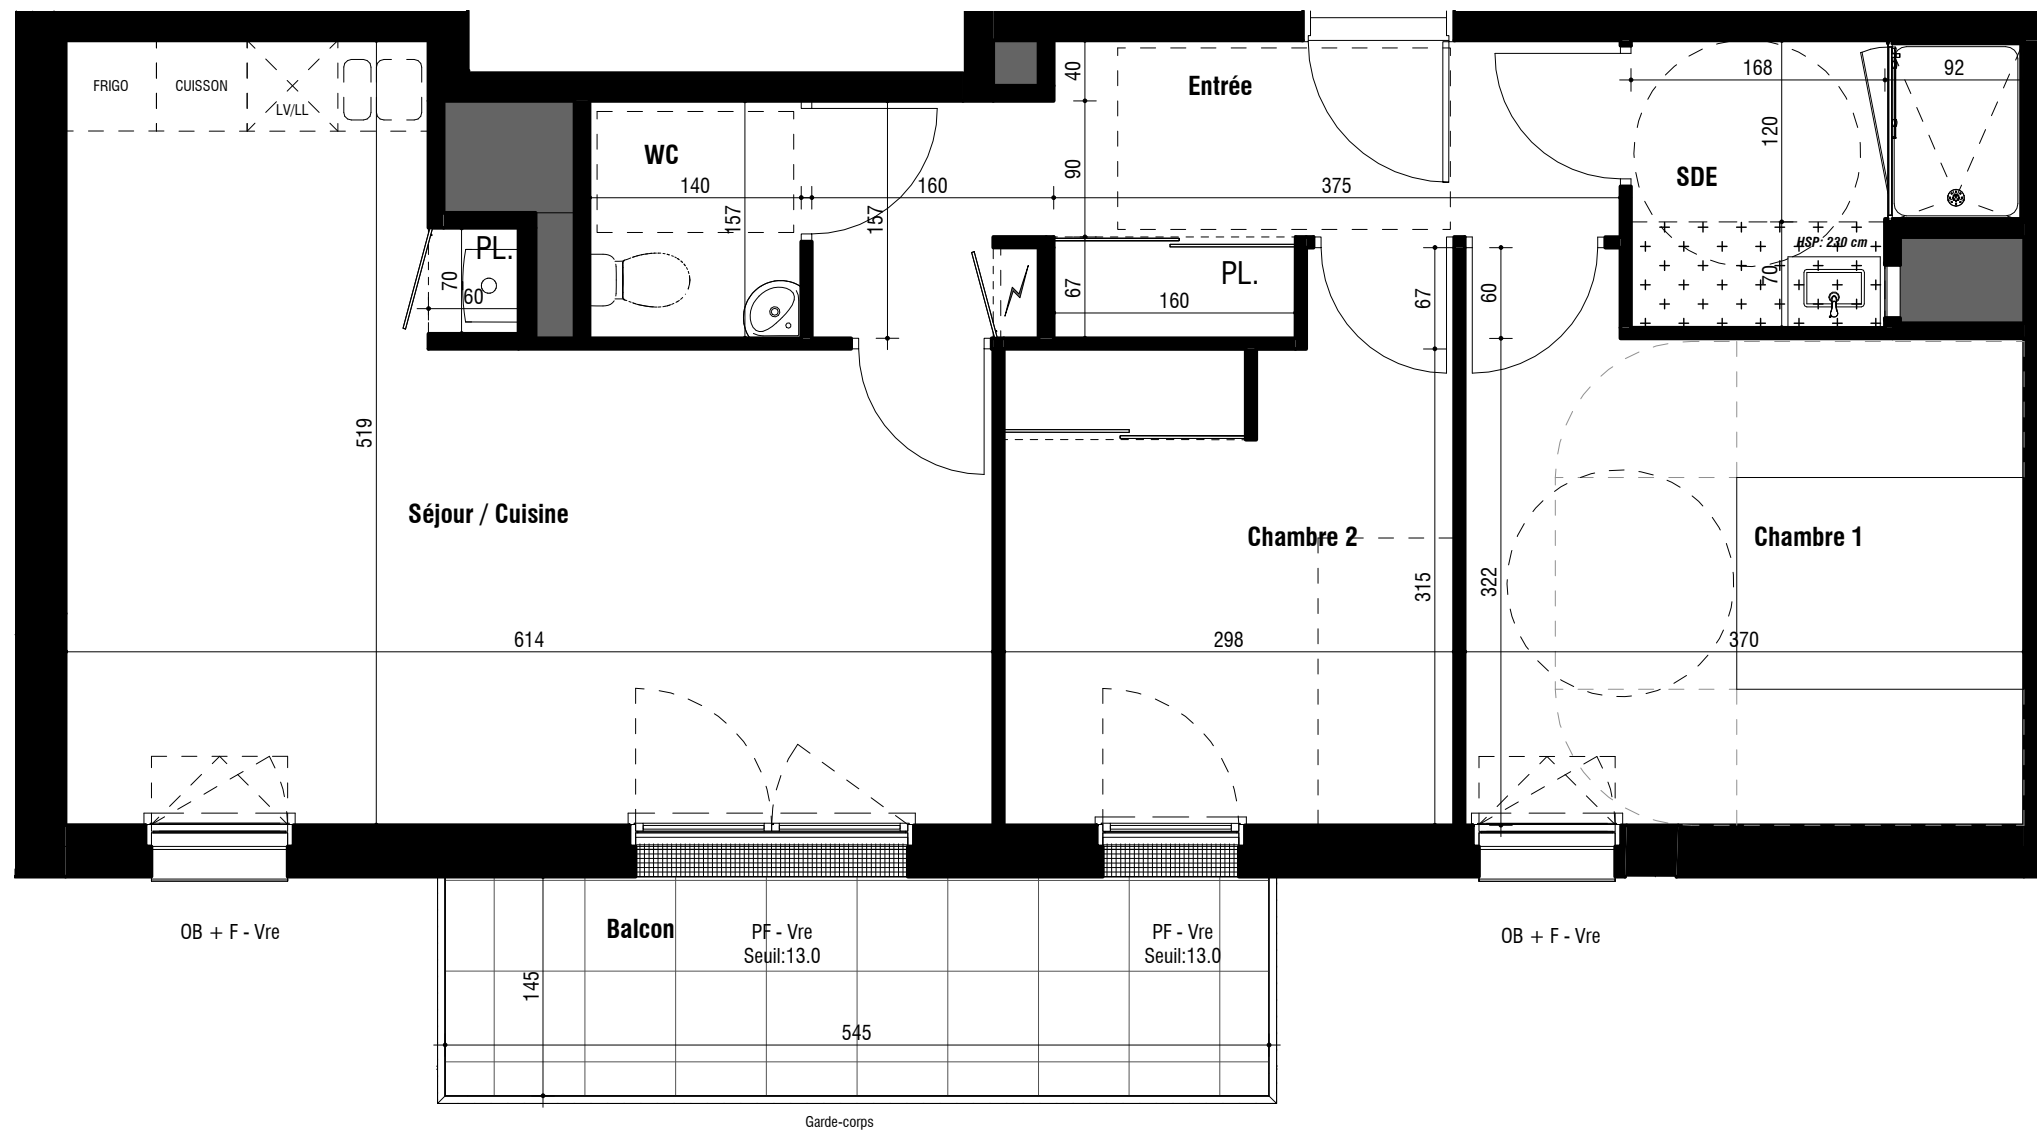 FRIGO
CUISSON
LV/LL
WC
140
157
160
157
40
90
Entrée
375
168
92
120
SDE
HSP: 230 cm
70
PL.
70
60
67
PL.
160
67
60
519
Séjour / Cuisine
Chambre 2
Chambre 1
315
322
614
298
370
OB + F - Vre
Balcon
PF - Vre
Seuil:13.0
PF - Vre
Seuil:13.0
OB + F - Vre
145
545
Garde-corps